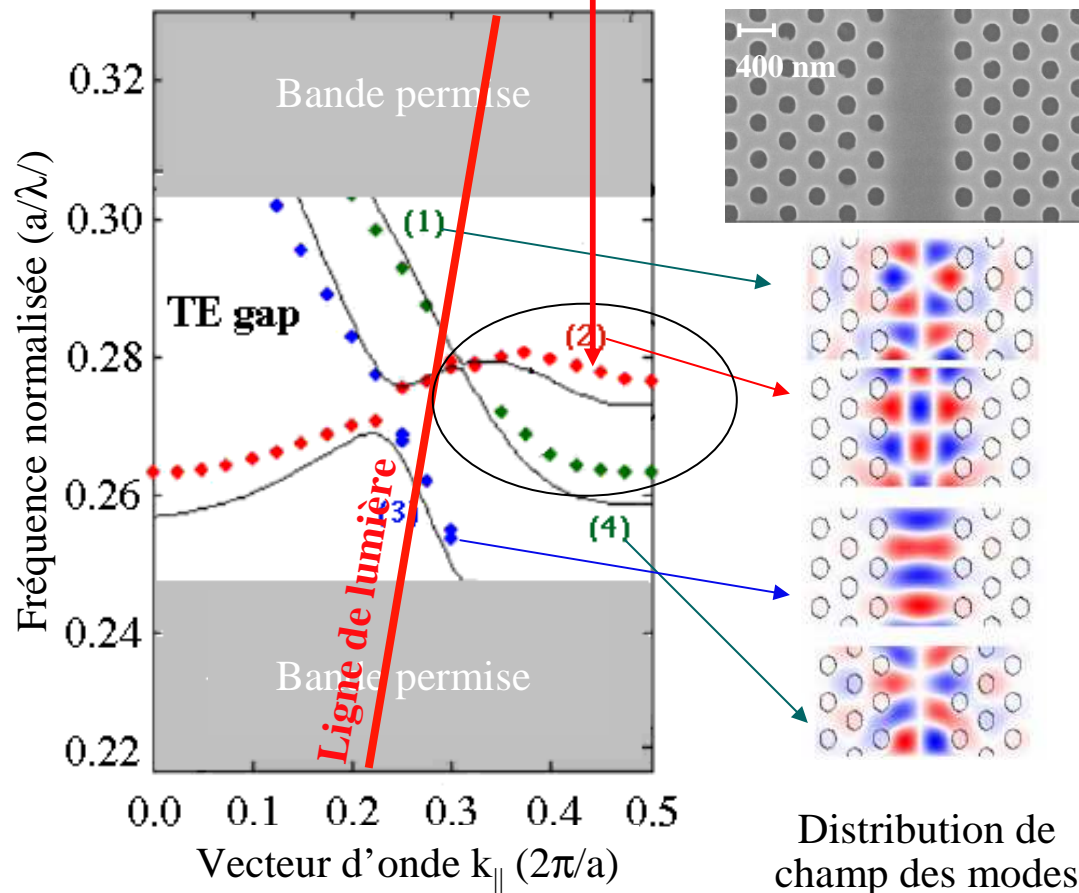 Fréquence normalisée (a/λ/)
0.32
0.30
0.28
0.26
0.24
0.22
Bande permise
TE gap
(1)
(2)
(3)
(4)
Ligne de lumière
Bande permise
0.0 0.1 0.2 0.3 0.4 0.5
Vecteur d'onde k|| (2π/a)
400 nm
Distribution de
champ des modes